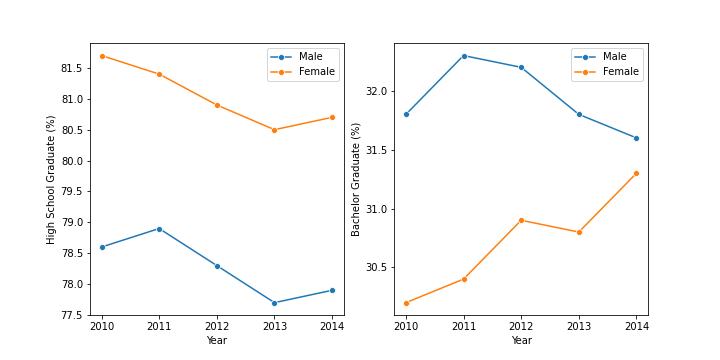 High School Graduate (%)
81.5
81.0
80.5
80.0
79.5
79.0
78.5
78.0
77.5
2010 2011 2012 2013 2014
Year
Male
Female
Bachelor Graduate (%)
32.0
31.5
31.0
30.5
2010 2011 2012 2013 2014
Year
Male
Female